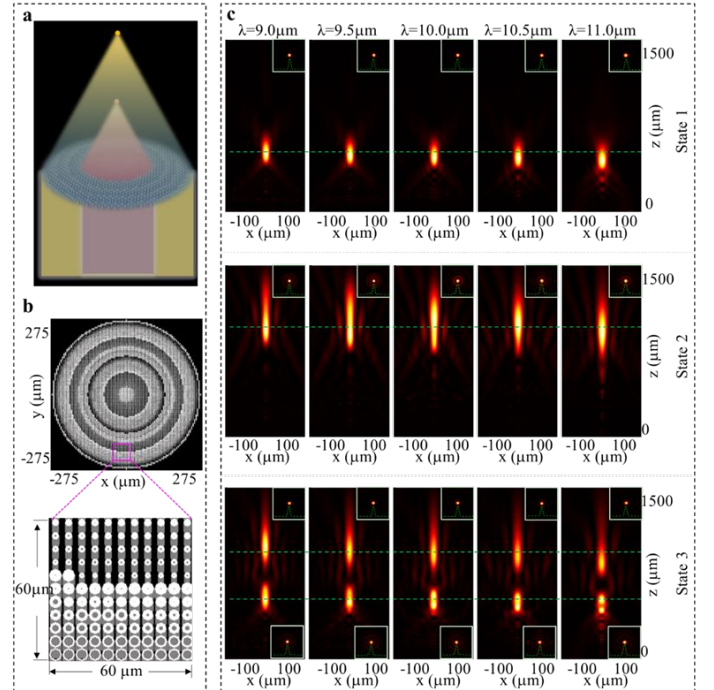 a
b
275
y (µm)
-275
-275
275
x (µm)
60µm
60 µm
c
λ=9.0µm λ=9.5µm λ=10.0µm λ=10.5µm λ=11.0µm
1500
z (µm)
State 1
0
-100 100 -100 100 -100 100 -100 100 -100 100
x (µm) x (µm) x (µm) x (µm) x (µm)
1500
z (µm)
State 2
0
-100 100 -100 100 -100 100 -100 100 -100 100
x (µm) x (µm) x (µm) x (µm) x (µm)
1500
z (µm)
State 3
0
-100 100 -100 100 -100 100 -100 100 -100 100
x (µm) x (µm) x (µm) x (µm) x (µm)